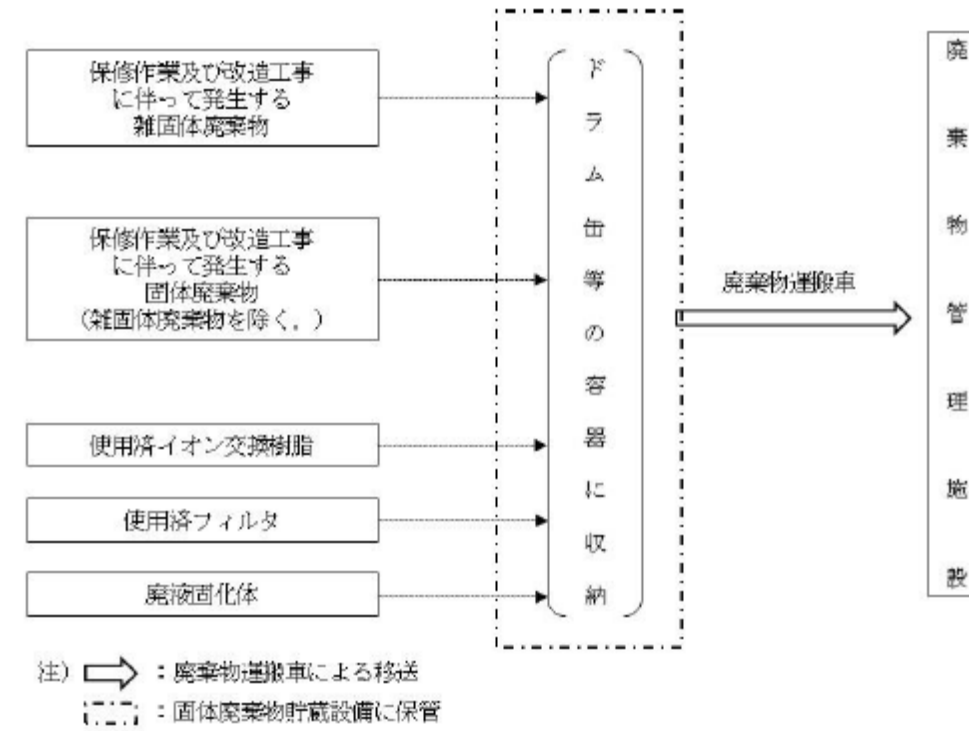 保修作業及び改造工事
に伴って発生する
雑固体廃棄物
保修作業及び改造工事
に伴って発生する
固体廃棄物
（雑固体廃棄物を除く。）
使用済イオン交換樹脂
使用済フィルタ
廃液固化体
ドラム缶等の容器に収納
廃棄物運搬車
廃棄物管理施設
注） ：廃棄物運搬車による移送
：固体廃棄物貯蔵設備に保管